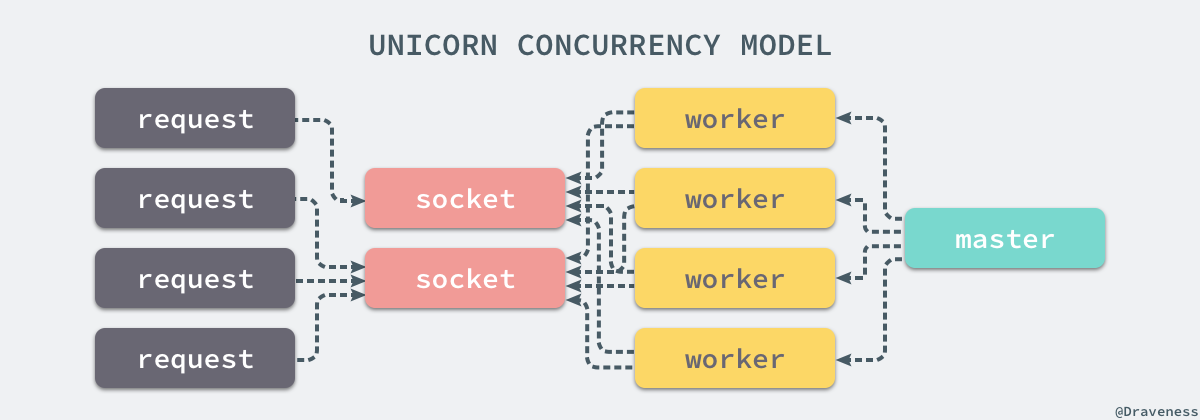 UNICORN CONCURRENCY MODEL
request
request
request
request
socket
socket
worker
worker
worker
worker
master
@Draveness